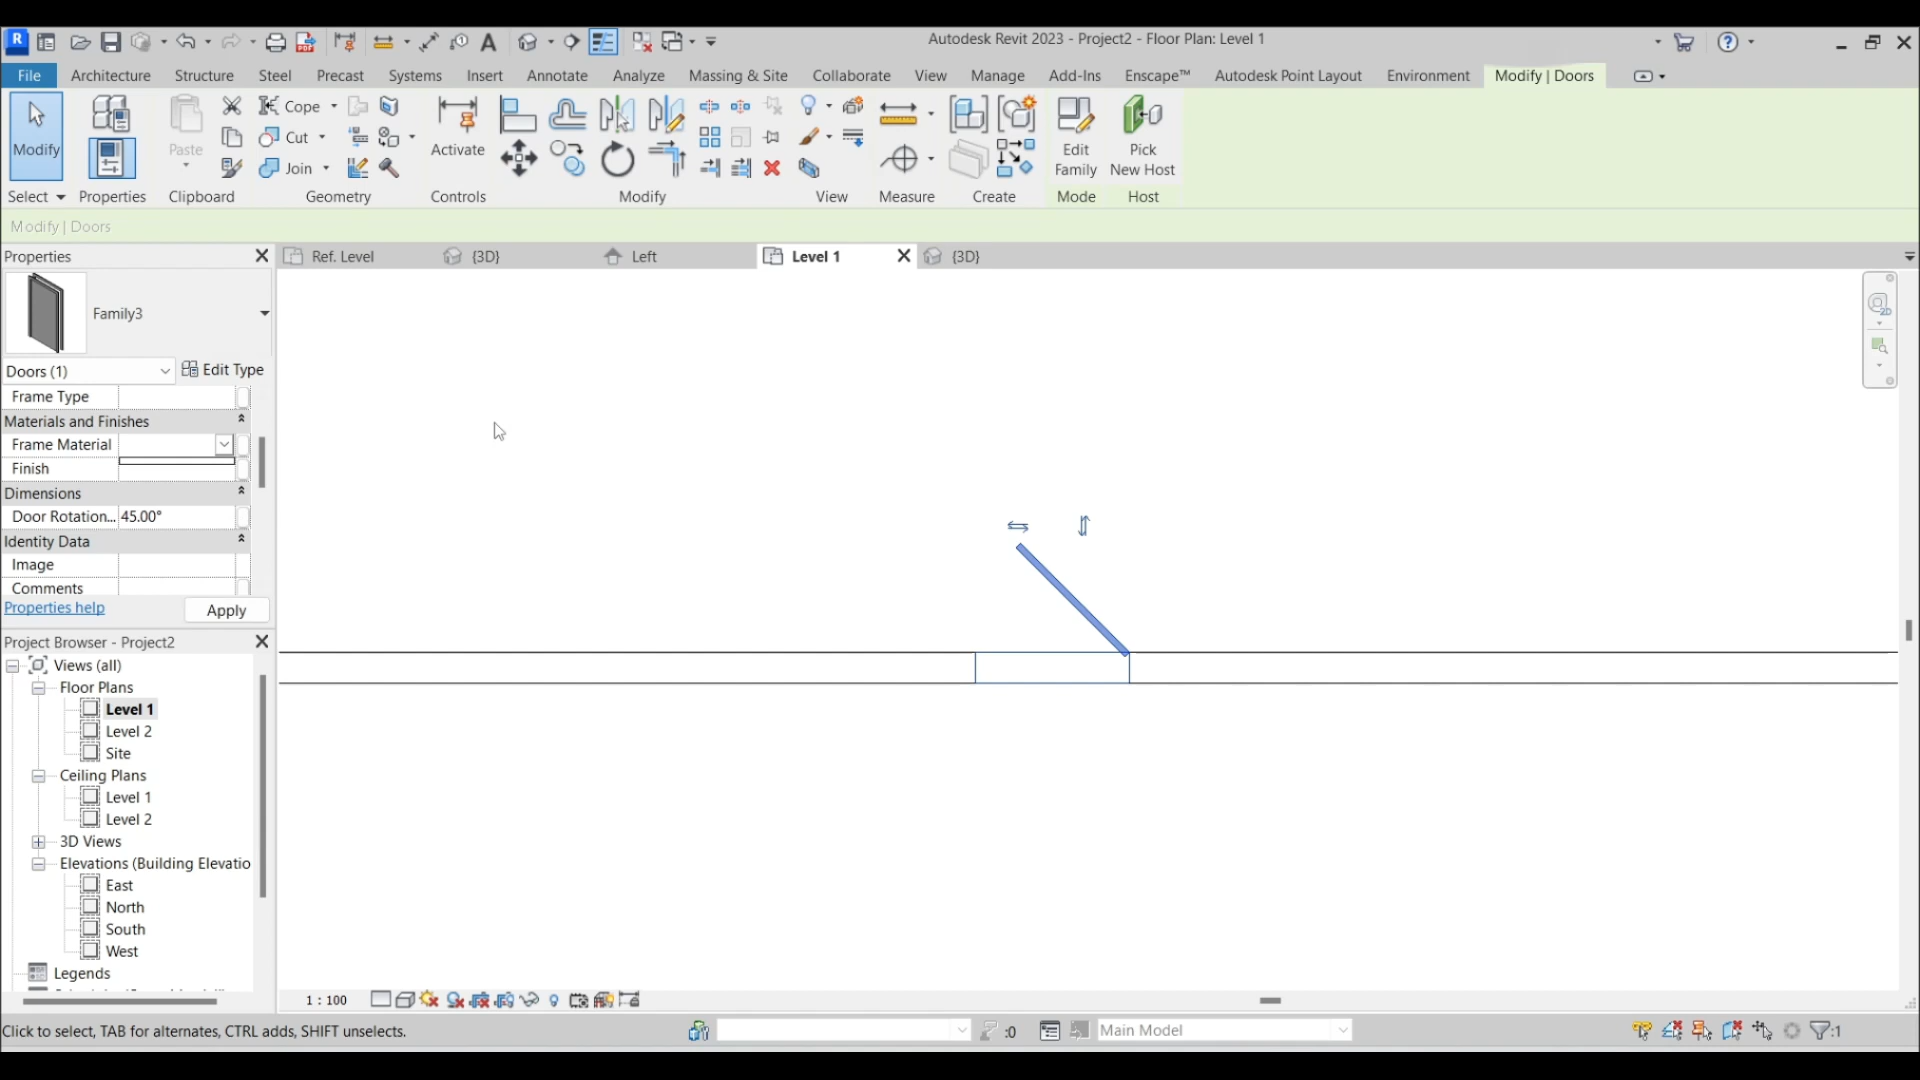 R
A
Autodesk Revit 2023 - Project2 - Floor Plan: Level 1
File Architecture Structure Steel Precast Systems Insert Annotate Analyze Massing & Site Collaborate View Manage Add-Ins Enscape™ Autodesk Point Layout Environment Modify | Doors
Modify
Paste
Cope
Cut
Join
Activate
Edit
Family
Pick
New Host
Select Properties Clipboard Geometry Controls Modify View Measure Create Mode Host
Modify | Doors
Properties
Ref. Level {3D} Left Level 1 {3D}
Family3
2D
Doors (1) Edit Type
Frame Type
Materials and Finishes
Frame Material
Finish
Dimensions
Door Rotation... 45.00°
Identity Data
Image
Comments
Properties help Apply
Project Browser - Project2
Views (all)
Floor Plans
Level 1
Level 2
Site
Ceiling Plans
Level 1
Level 2
3D Views
Elevations (Building Elevatio
East
North
South
West
Legends
1 : 100
Click to select, TAB for alternates, CTRL adds, SHIFT unselects.
:0
Main Model
:1